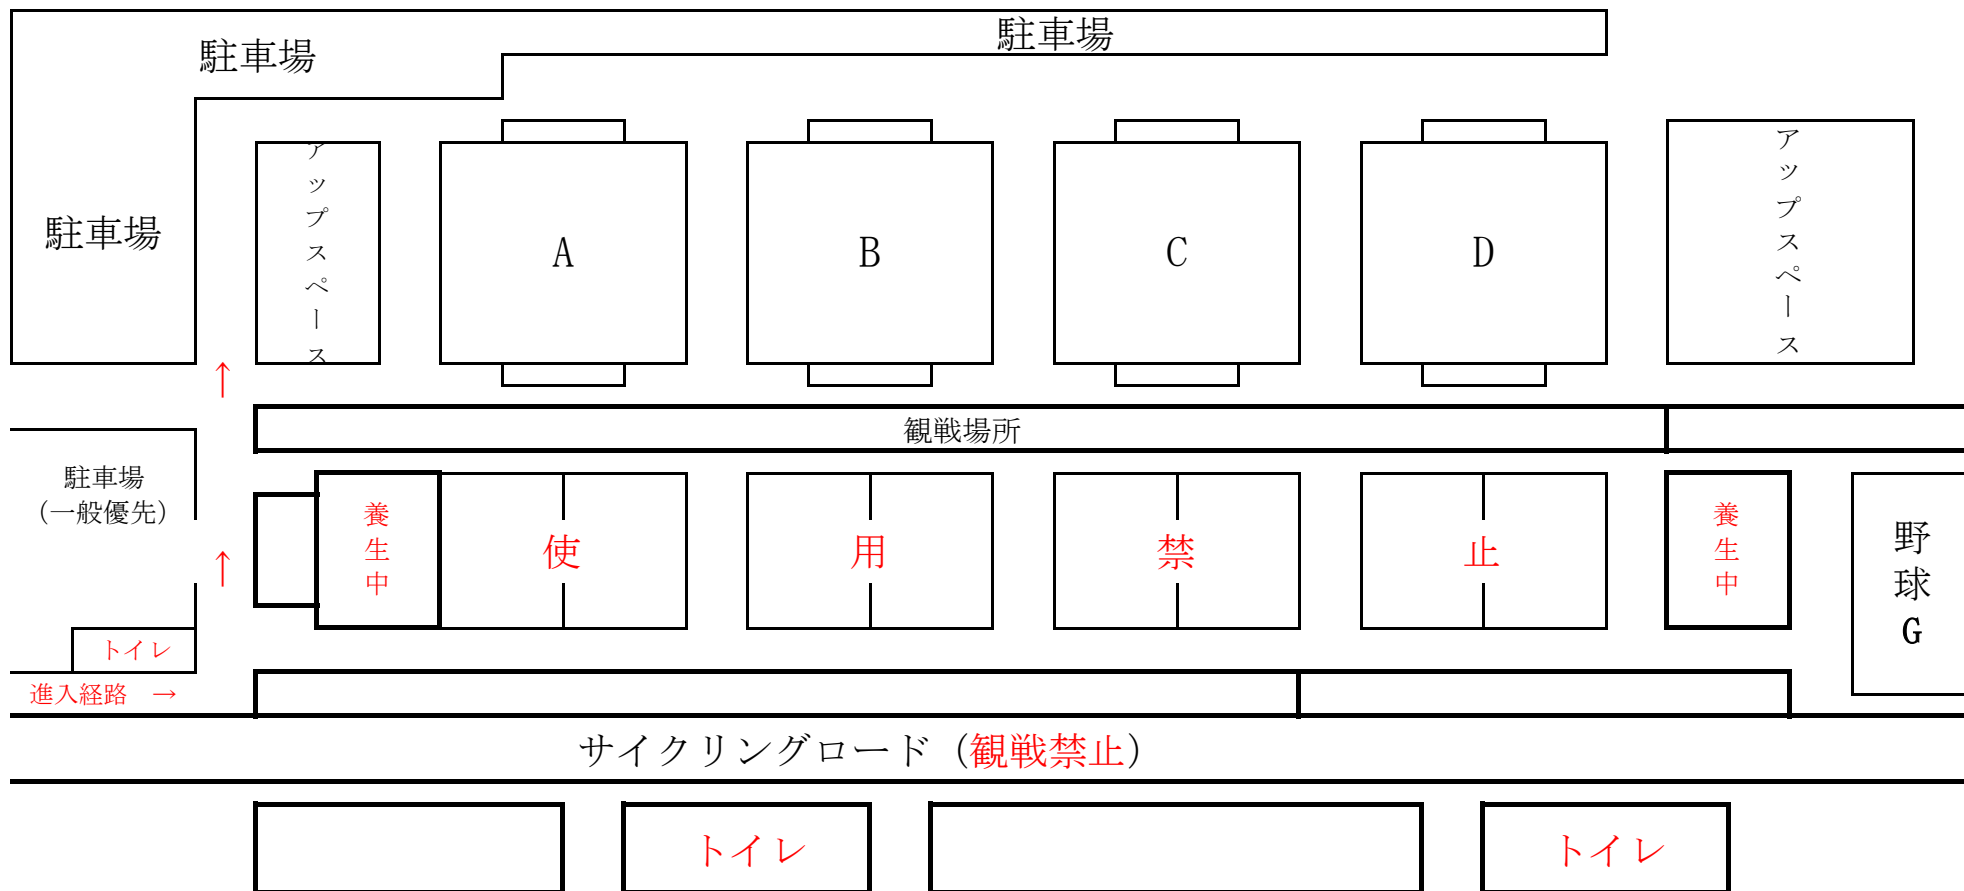 駐車場
駐車場
駐車場
アップスペース
A
B
C
D
アップスペース
↑
観戦場所
駐車場
(一般優先)
↑
養生中
使
用
禁
止
養生中
野球G
トイレ
進入経路 →
サイクリングロード（観戦禁止）
トイレ
トイレ